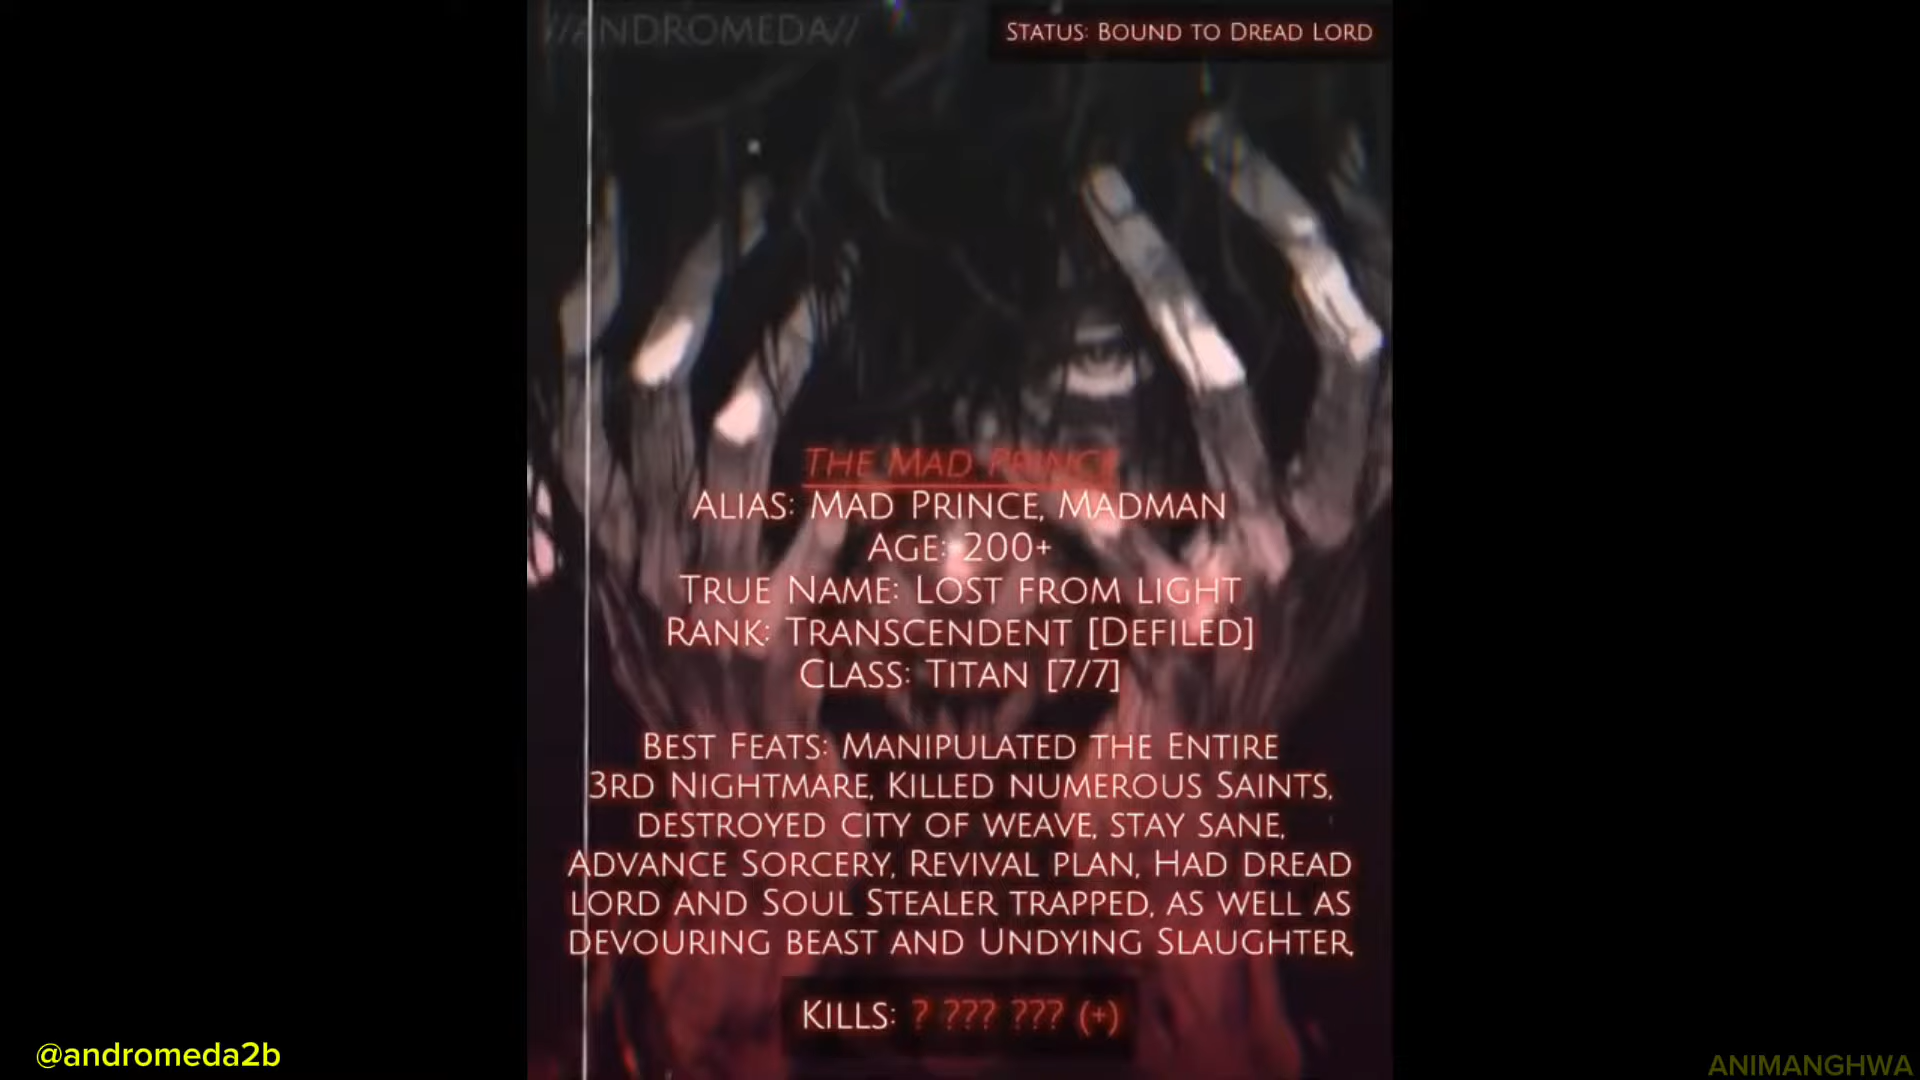 //ANDROMEDA//
STATUS: BOUND TO DREAD LORD
THE MAD PRINCE
ALIAS: MAD PRINCE, MADMAN
AGE: 200+
TRUE NAME: LOST FROM LIGHT
RANK: TRANSCENDENT [DEFILED]
CLASS: TITAN [7/7]
BEST FEATS: MANIPULATED THE ENTIRE
3RD NIGHTMARE, KILLED NUMEROUS SAINTS,
DESTROYED CITY OF WEAVE, STAY SANE,
ADVANCE SORCERY, REVIVAL PLAN, HAD DREAD
LORD AND SOUL STEALER TRAPPED, AS WELL AS
DEVOURING BEAST AND UNDYING SLAUGHTER,
KILLS: ? ??? ??? (+)
@andromeda2b
ANIMANGHWA